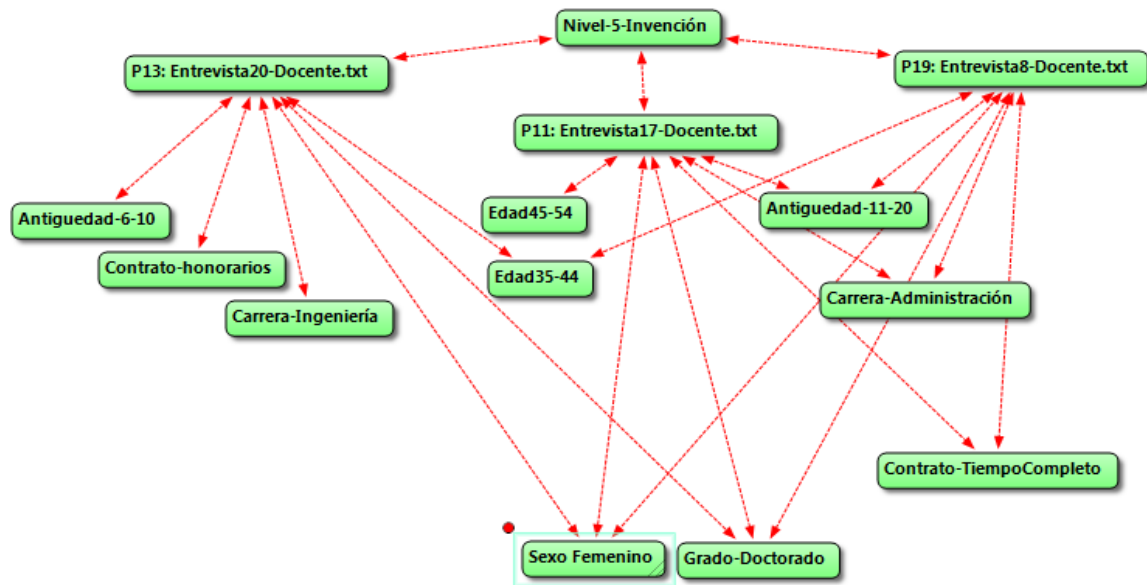 Nivel-5-Invención
P13: Entrevista20-Docente.txt
P19: Entrevista8-Docente.txt
P11: Entrevista17-Docente.txt
Antiguedad-6-10
Edad45-54
Antiguedad-11-20
Contrato-honorarios
Edad35-44
Carrera-Ingeniería
Carrera-Administración
Contrato-TiempoCompleto
Sexo Femenino
Grado-Doctorado